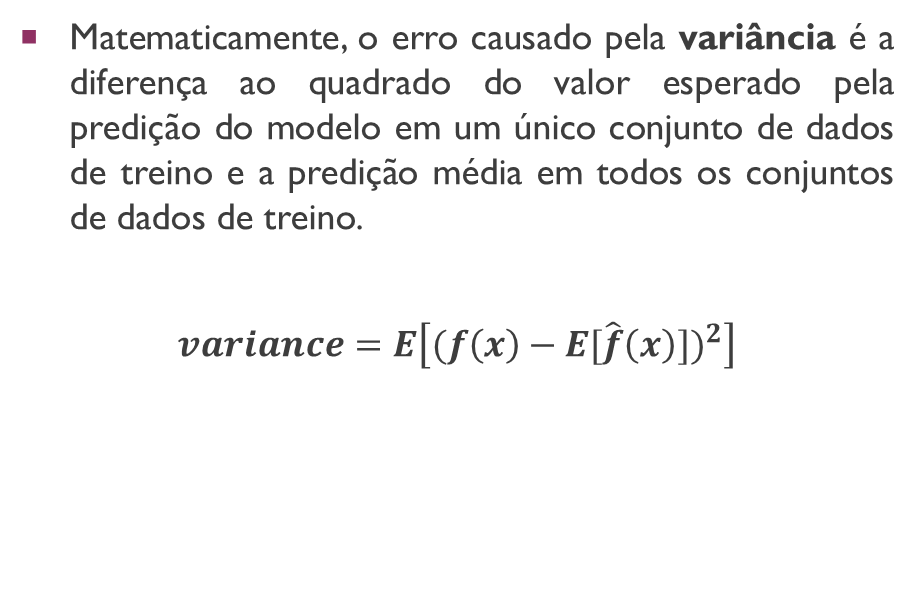 ▪ Matematicamente, o erro causado pela variância é a
diferença ao quadrado do valor esperado pela
predição do modelo em um único conjunto de dados
de treino e a predição média em todos os conjuntos
de dados de treino.
variance = E[(f(x) − E[f̂(x)])²]